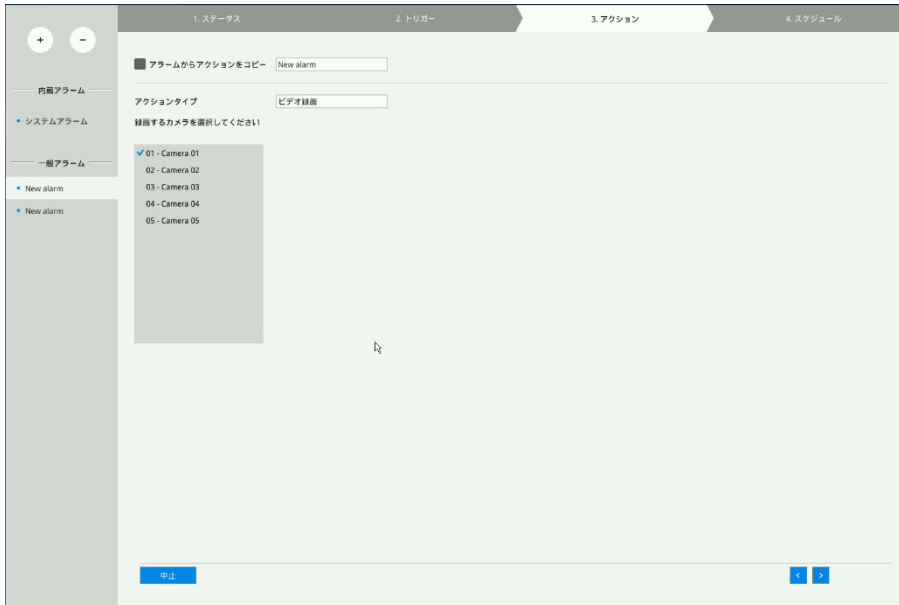 1. ステータス
2. トリガー
3. アクション
4. スケジュール
+
-
内蔵アラーム
• システムアラーム
一般アラーム
• New alarm
• New alarm
アラームからアクションをコピー New alarm
アクションタイプ ビデオ録画
録画するカメラを選択してください
01 - Camera 01
02 - Camera 02
03 - Camera 03
04 - Camera 04
05 - Camera 05
中止
< >